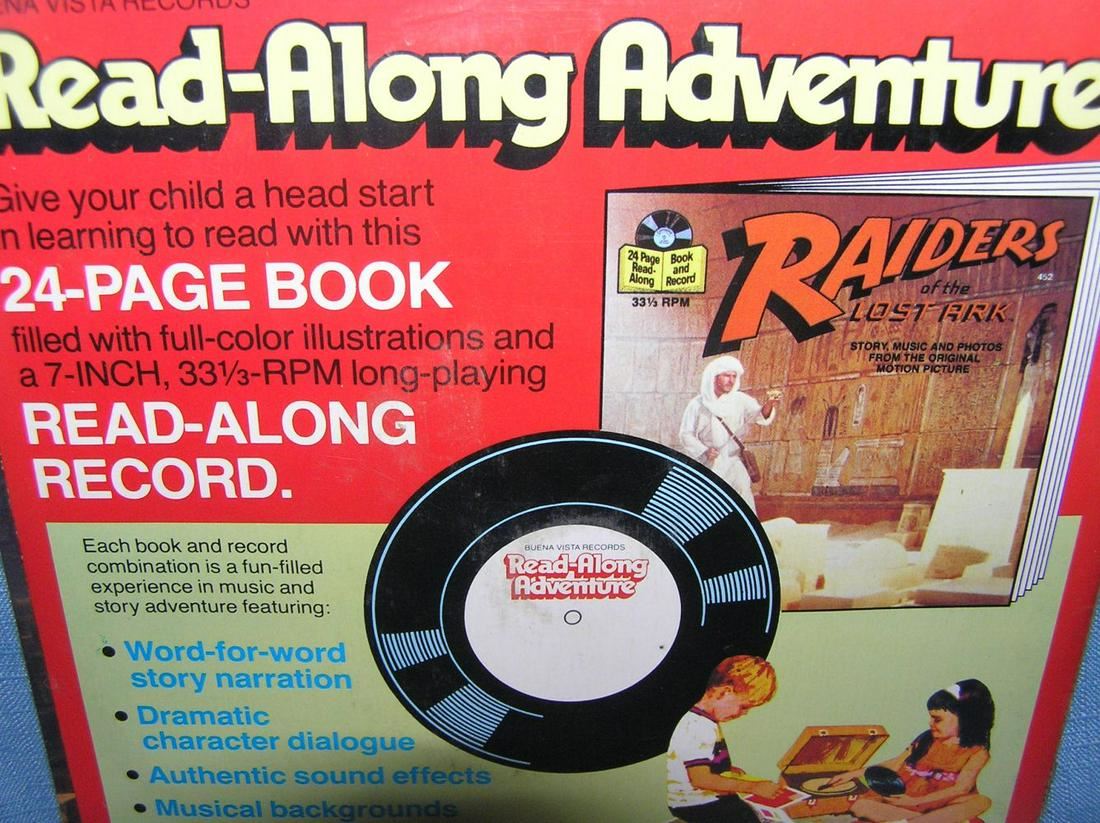 VISTA RECORDS
Read-Along Adventure
Give your child a head start
in learning to read with this
24-PAGE BOOK
filled with full-color illustrations and
a 7-INCH, 33⅓-RPM long-playing
READ-ALONG
RECORD.
24 Page Read-Along
Book and Record
33⅓ RPM
RAIDERS
of the
LOST ARK
452
STORY, MUSIC AND PHOTOS
FROM THE ORIGINAL
MOTION PICTURE
BUENA VISTA RECORDS
Read-Along
Adventure
Each book and record
combination is a fun-filled
experience in music and
story adventure featuring:
• Word-for-word
story narration
• Dramatic
character dialogue
• Authentic sound effects
• Musical backgrounds